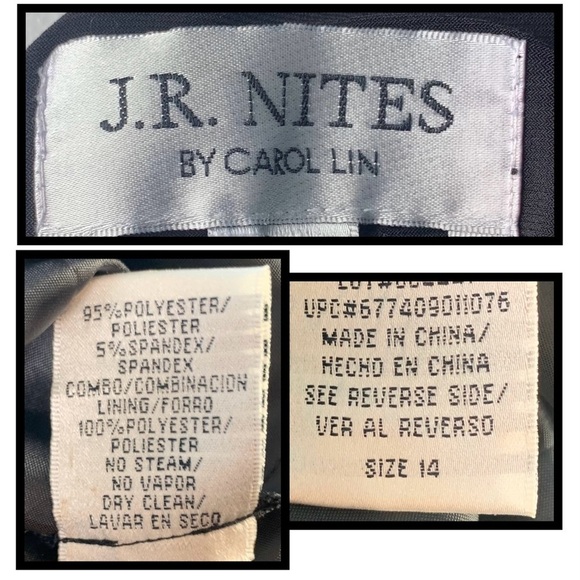 J.R. NITES
BY CAROL LIN
95%POLYESTER/
POLIESTER
5%SPANDEX/
SPANDEX
COMBO/COMBINACION
LINING/FORRO
100%POLYESTER/
POLIESTER
NO STEAM/
NO VAPOR
DRY CLEAN/
LAVAR EN SECO
UPC#677409011076
MADE IN CHINA/
HECHO EN CHINA
SEE REVERSE SIDE/
VER AL REVERSO
SIZE 14